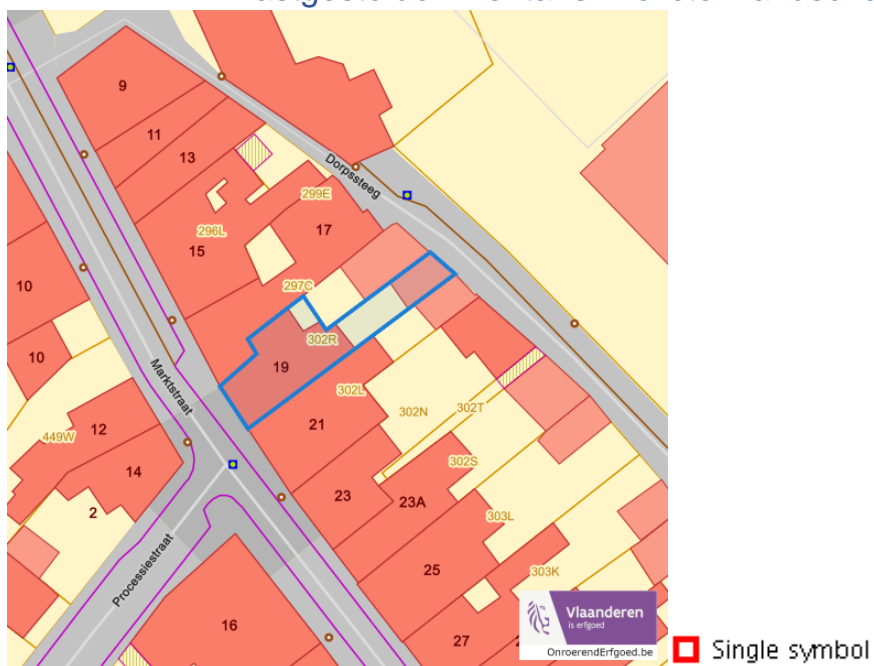 9
11
13
Dorpssteeg
299E
296L
17
15
10
297C
302R
10
19
Marktstraat
302L
302N
302T
449W
12
21
14
302S
23
23A
2
303L
Processiestraat
25
303K
16
27
Vlaanderen
is erfgoed
OnroerendErfgoed.be
Single symbol